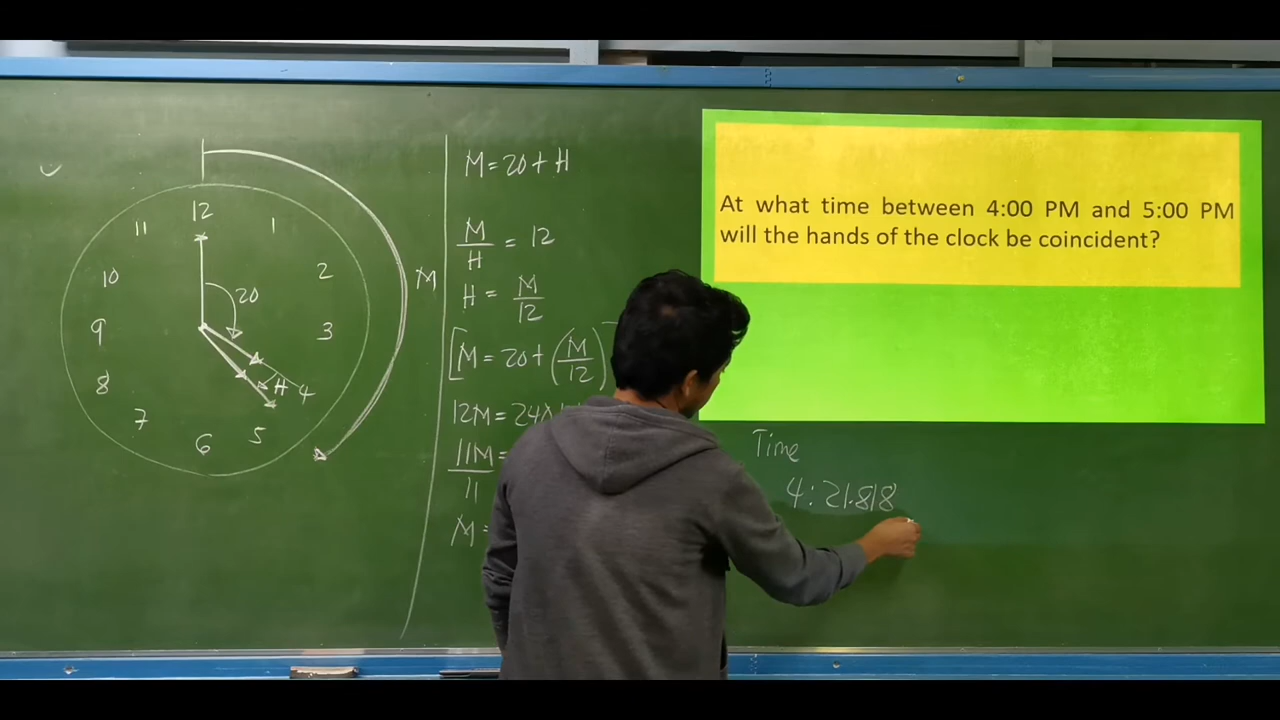 12
11
1
10
2
20
M
9
3
8
H
4
7
5
6
M = 20 + H
M/H = 12
H = M/12
[M = 20 + (M/12)
12M = 24
11M =
11
M =
At what time between 4:00 PM and 5:00 PM
will the hands of the clock be coincident?
Time
4:21.818